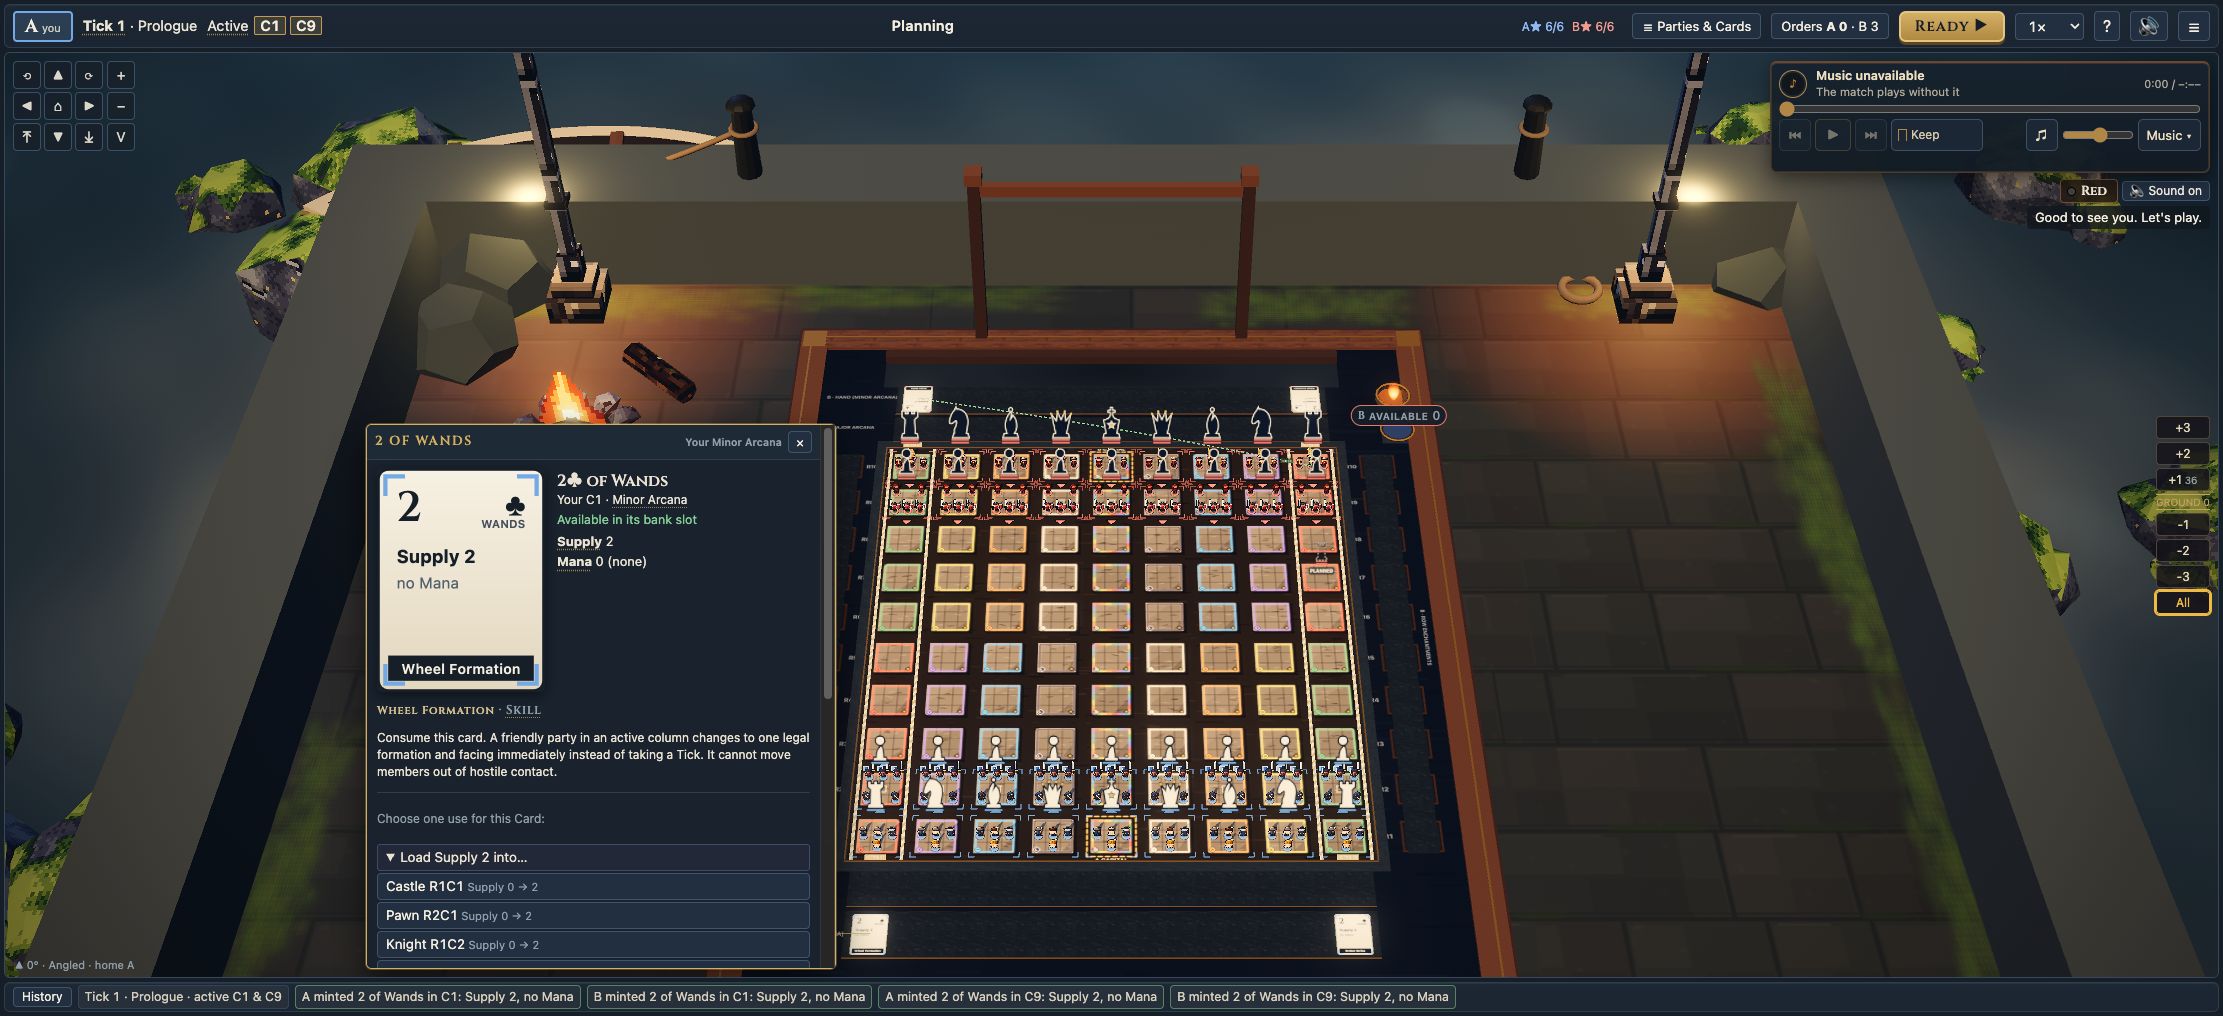 A you
Tick 1 · Prologue Active C1 C9
Planning
A★ 6/6 B★ 6/6
≡ Parties & Cards
Orders A 0 · B 3
READY ▶
1×
?
≡
V
Music unavailable
The match plays without it
0:00 / –:––
Keep
Music ▾
RED
Sound on
Good to see you. Let's play.
B AVAILABLE 0
+3
+2
+1 36
GROUND 0
-1
-2
-3
All
PLANNED
2 OF WANDS
Your Minor Arcana ×
2
♣
WANDS
Supply 2
no Mana
Wheel Formation
2♣ OF WANDS
Your C1 · Minor Arcana
Available in its bank slot
Supply 2
Mana 0 (none)
WHEEL FORMATION · SKILL
Consume this card. A friendly party in an active column changes to one legal
formation and facing immediately instead of taking a Tick. It cannot move
members out of hostile contact.
Choose one use for this Card:
▼ Load Supply 2 into...
Castle R1C1 Supply 0 → 2
Pawn R2C1 Supply 0 → 2
Knight R1C2 Supply 0 → 2
▲ 0° · Angled · home A
History
Tick 1 · Prologue · active C1 & C9
A minted 2 of Wands in C1: Supply 2, no Mana
B minted 2 of Wands in C1: Supply 2, no Mana
A minted 2 of Wands in C9: Supply 2, no Mana
B minted 2 of Wands in C9: Supply 2, no Mana